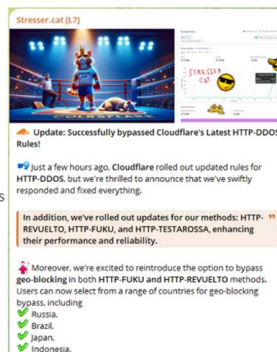 Stresser.cat [L7]
STRESSER
CAT
Update: Successfully bypassed Cloudflare's Latest HTTP-DDOS
Rules!
Just a few hours ago, Cloudflare rolled out updated rules for
HTTP-DDOS, but we're thrilled to announce that we've swiftly
responded and fixed everything.
In addition, we've rolled out updates for our methods: HTTP-
REVUELTO, HTTP-FUKU, and HTTP-TESTAROSSA, enhancing
their performance and reliability.
Moreover, we're excited to reintroduce the option to bypass
geo-blocking in both HTTP-FUKU and HTTP-REVUELTO methods.
Users can now select from a range of countries for geo-blocking
bypass, including
Russia,
Brazil,
Japan,
Indonesia,